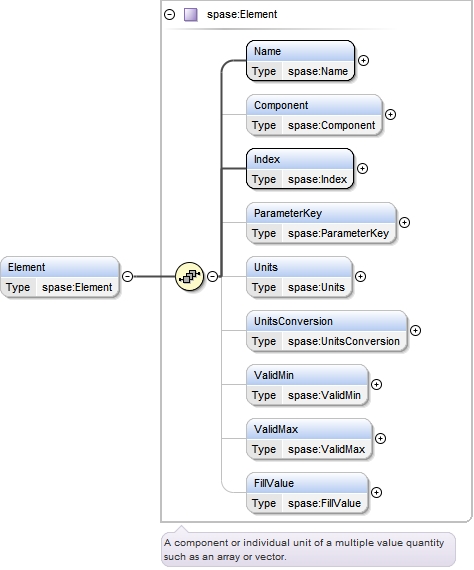 spase:Element
Name
Type spase:Name
Component
Type spase:Component
Index
Type spase:Index
ParameterKey
Type spase:ParameterKey
Element
Type spase:Element
Units
Type spase:Units
UnitsConversion
Type spase:UnitsConversion
ValidMin
Type spase:ValidMin
ValidMax
Type spase:ValidMax
FillValue
Type spase:FillValue
A component or individual unit of a multiple value quantity
such as an array or vector.